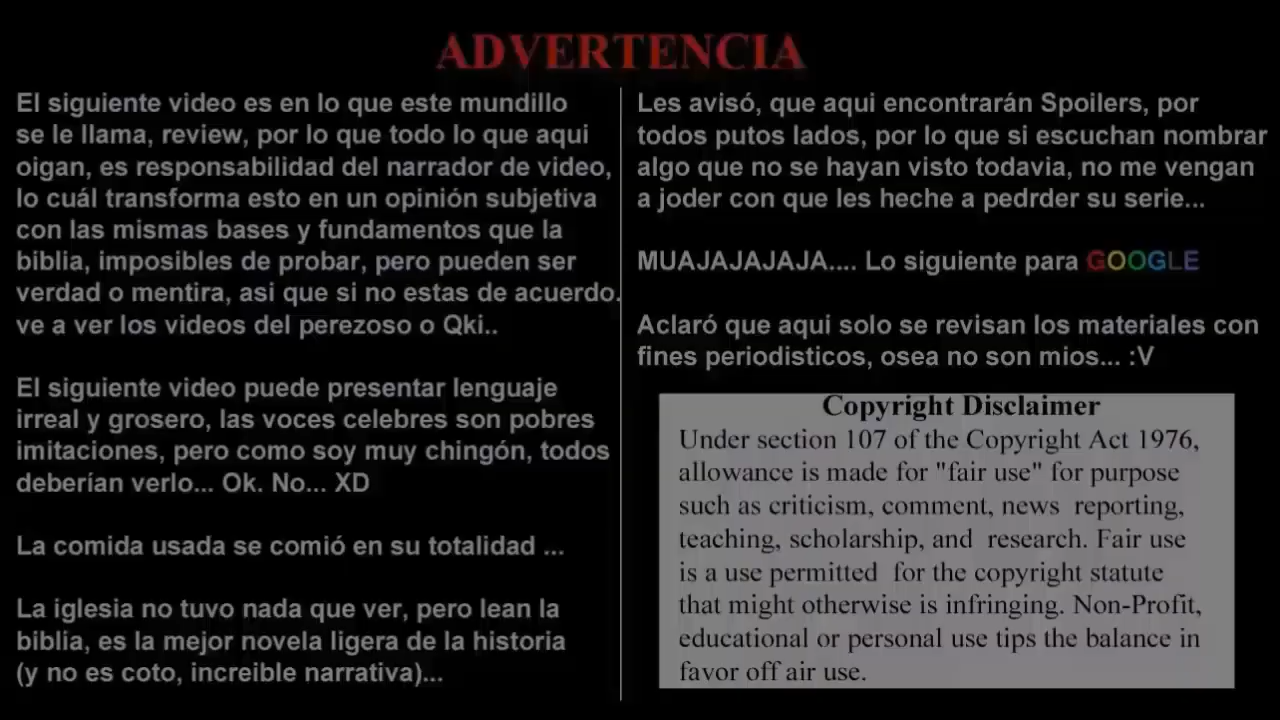 ADVERTENCIA
El siguiente video es en lo que este mundillo
se le llama, review, por lo que todo lo que aqui
oigan, es responsabilidad del narrador de video,
lo cuál transforma esto en un opinión subjetiva
con las mismas bases y fundamentos que la
biblia, imposibles de probar, pero pueden ser
verdad o mentira, asi que si no estas de acuerdo.
ve a ver los videos del perezoso o Qki..
El siguiente video puede presentar lenguaje
irreal y grosero, las voces celebres son pobres
imitaciones, pero como soy muy chingón, todos
deberían verlo... Ok. No... XD
La comida usada se comió en su totalidad ...
La iglesia no tuvo nada que ver, pero lean la
biblia, es la mejor novela ligera de la historia
(y no es coto, increible narrativa)...
Les avisó, que aqui encontrarán Spoilers, por
todos putos lados, por lo que si escuchan nombrar
algo que no se hayan visto todavia, no me vengan
a joder con que les heche a pedrder su serie...
MUAJAJAJAJA.... Lo siguiente para GOOGLE
Aclaró que aqui solo se revisan los materiales con
fines periodisticos, osea no son mios... :V
Copyright Disclaimer
Under section 107 of the Copyright Act 1976,
allowance is made for "fair use" for purpose
such as criticism, comment, news reporting,
teaching, scholarship, and research. Fair use
is a use permitted for the copyright statute
that might otherwise is infringing. Non-Profit,
educational or personal use tips the balance in
favor off air use.